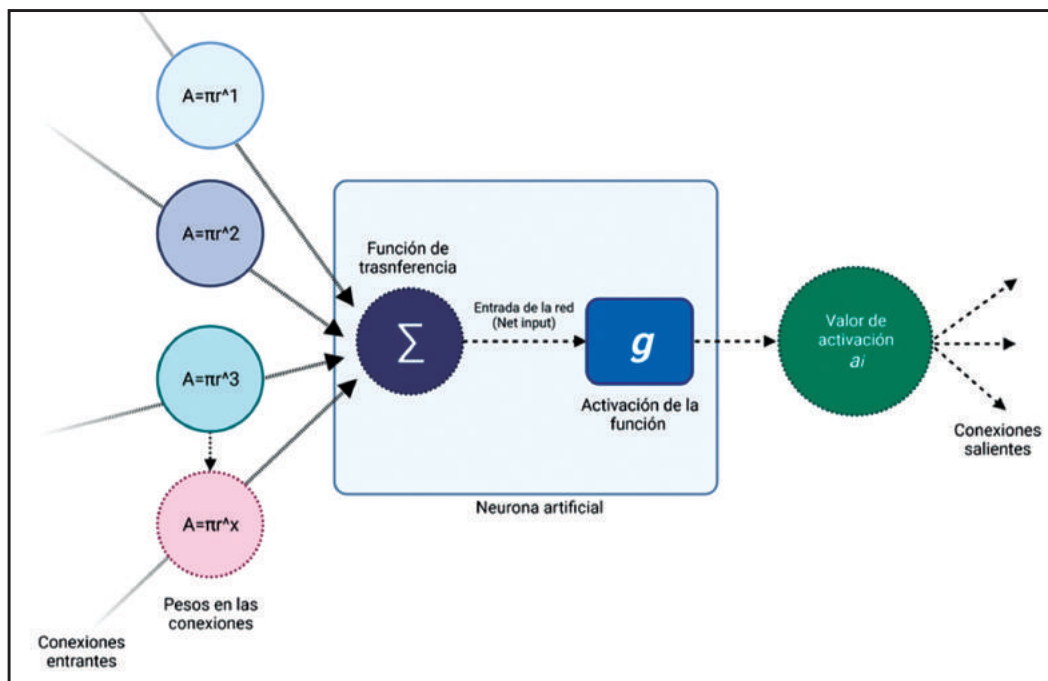 A=πr^1
A=πr^2
A=πr^3
A=πr^x
Pesos en las
conexiones
Conexiones
entrantes
Función de
trasnferencia
∑
Entrada de la red
(Net input)
g
Activación de la
función
Neurona artificial
Valor de
activación
ai
Conexiones
salientes